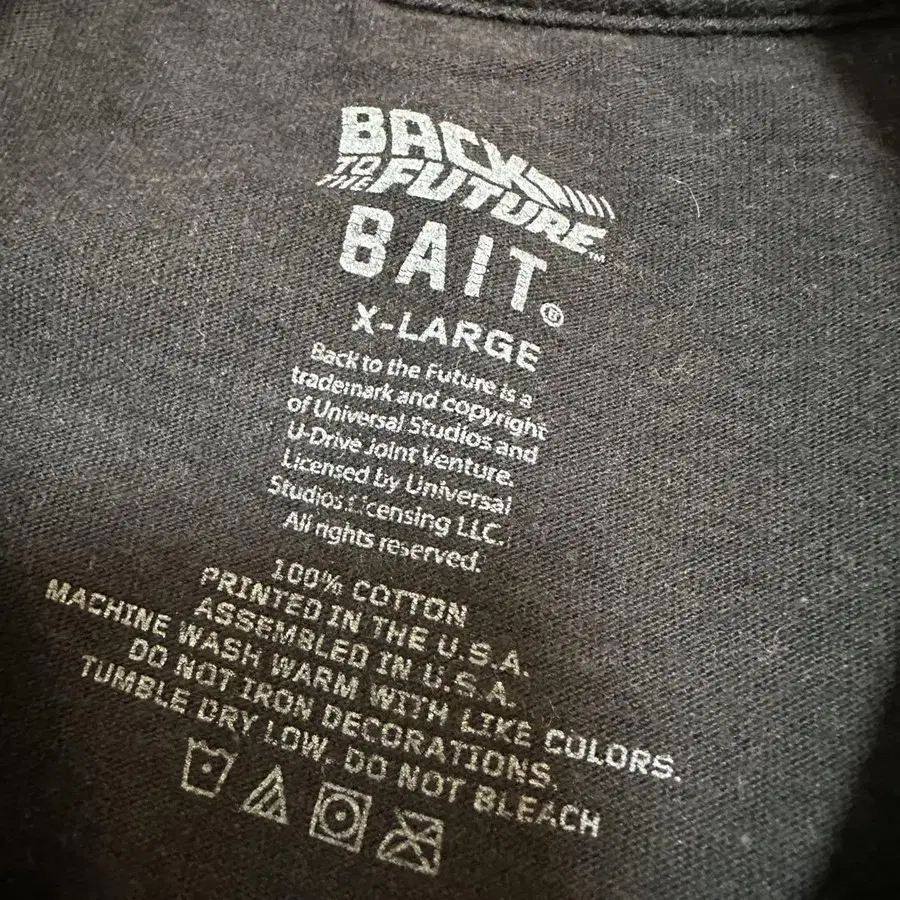 BACK
TO THE FUTURE™
BAIT®
X-LARGE
Back to the Future is a
trademark and copyright
of Universal Studios and
U-Drive Joint Venture.
Licensed by Universal
Studios Licensing LLC.
All rights reserved.
100% COTTON
PRINTED IN THE U.S.A.
ASSEMBLED IN U.S.A.
MACHINE WASH WARM WITH LIKE COLORS.
DO NOT IRON DECORATIONS.
TUMBLE DRY LOW. DO NOT BLEACH